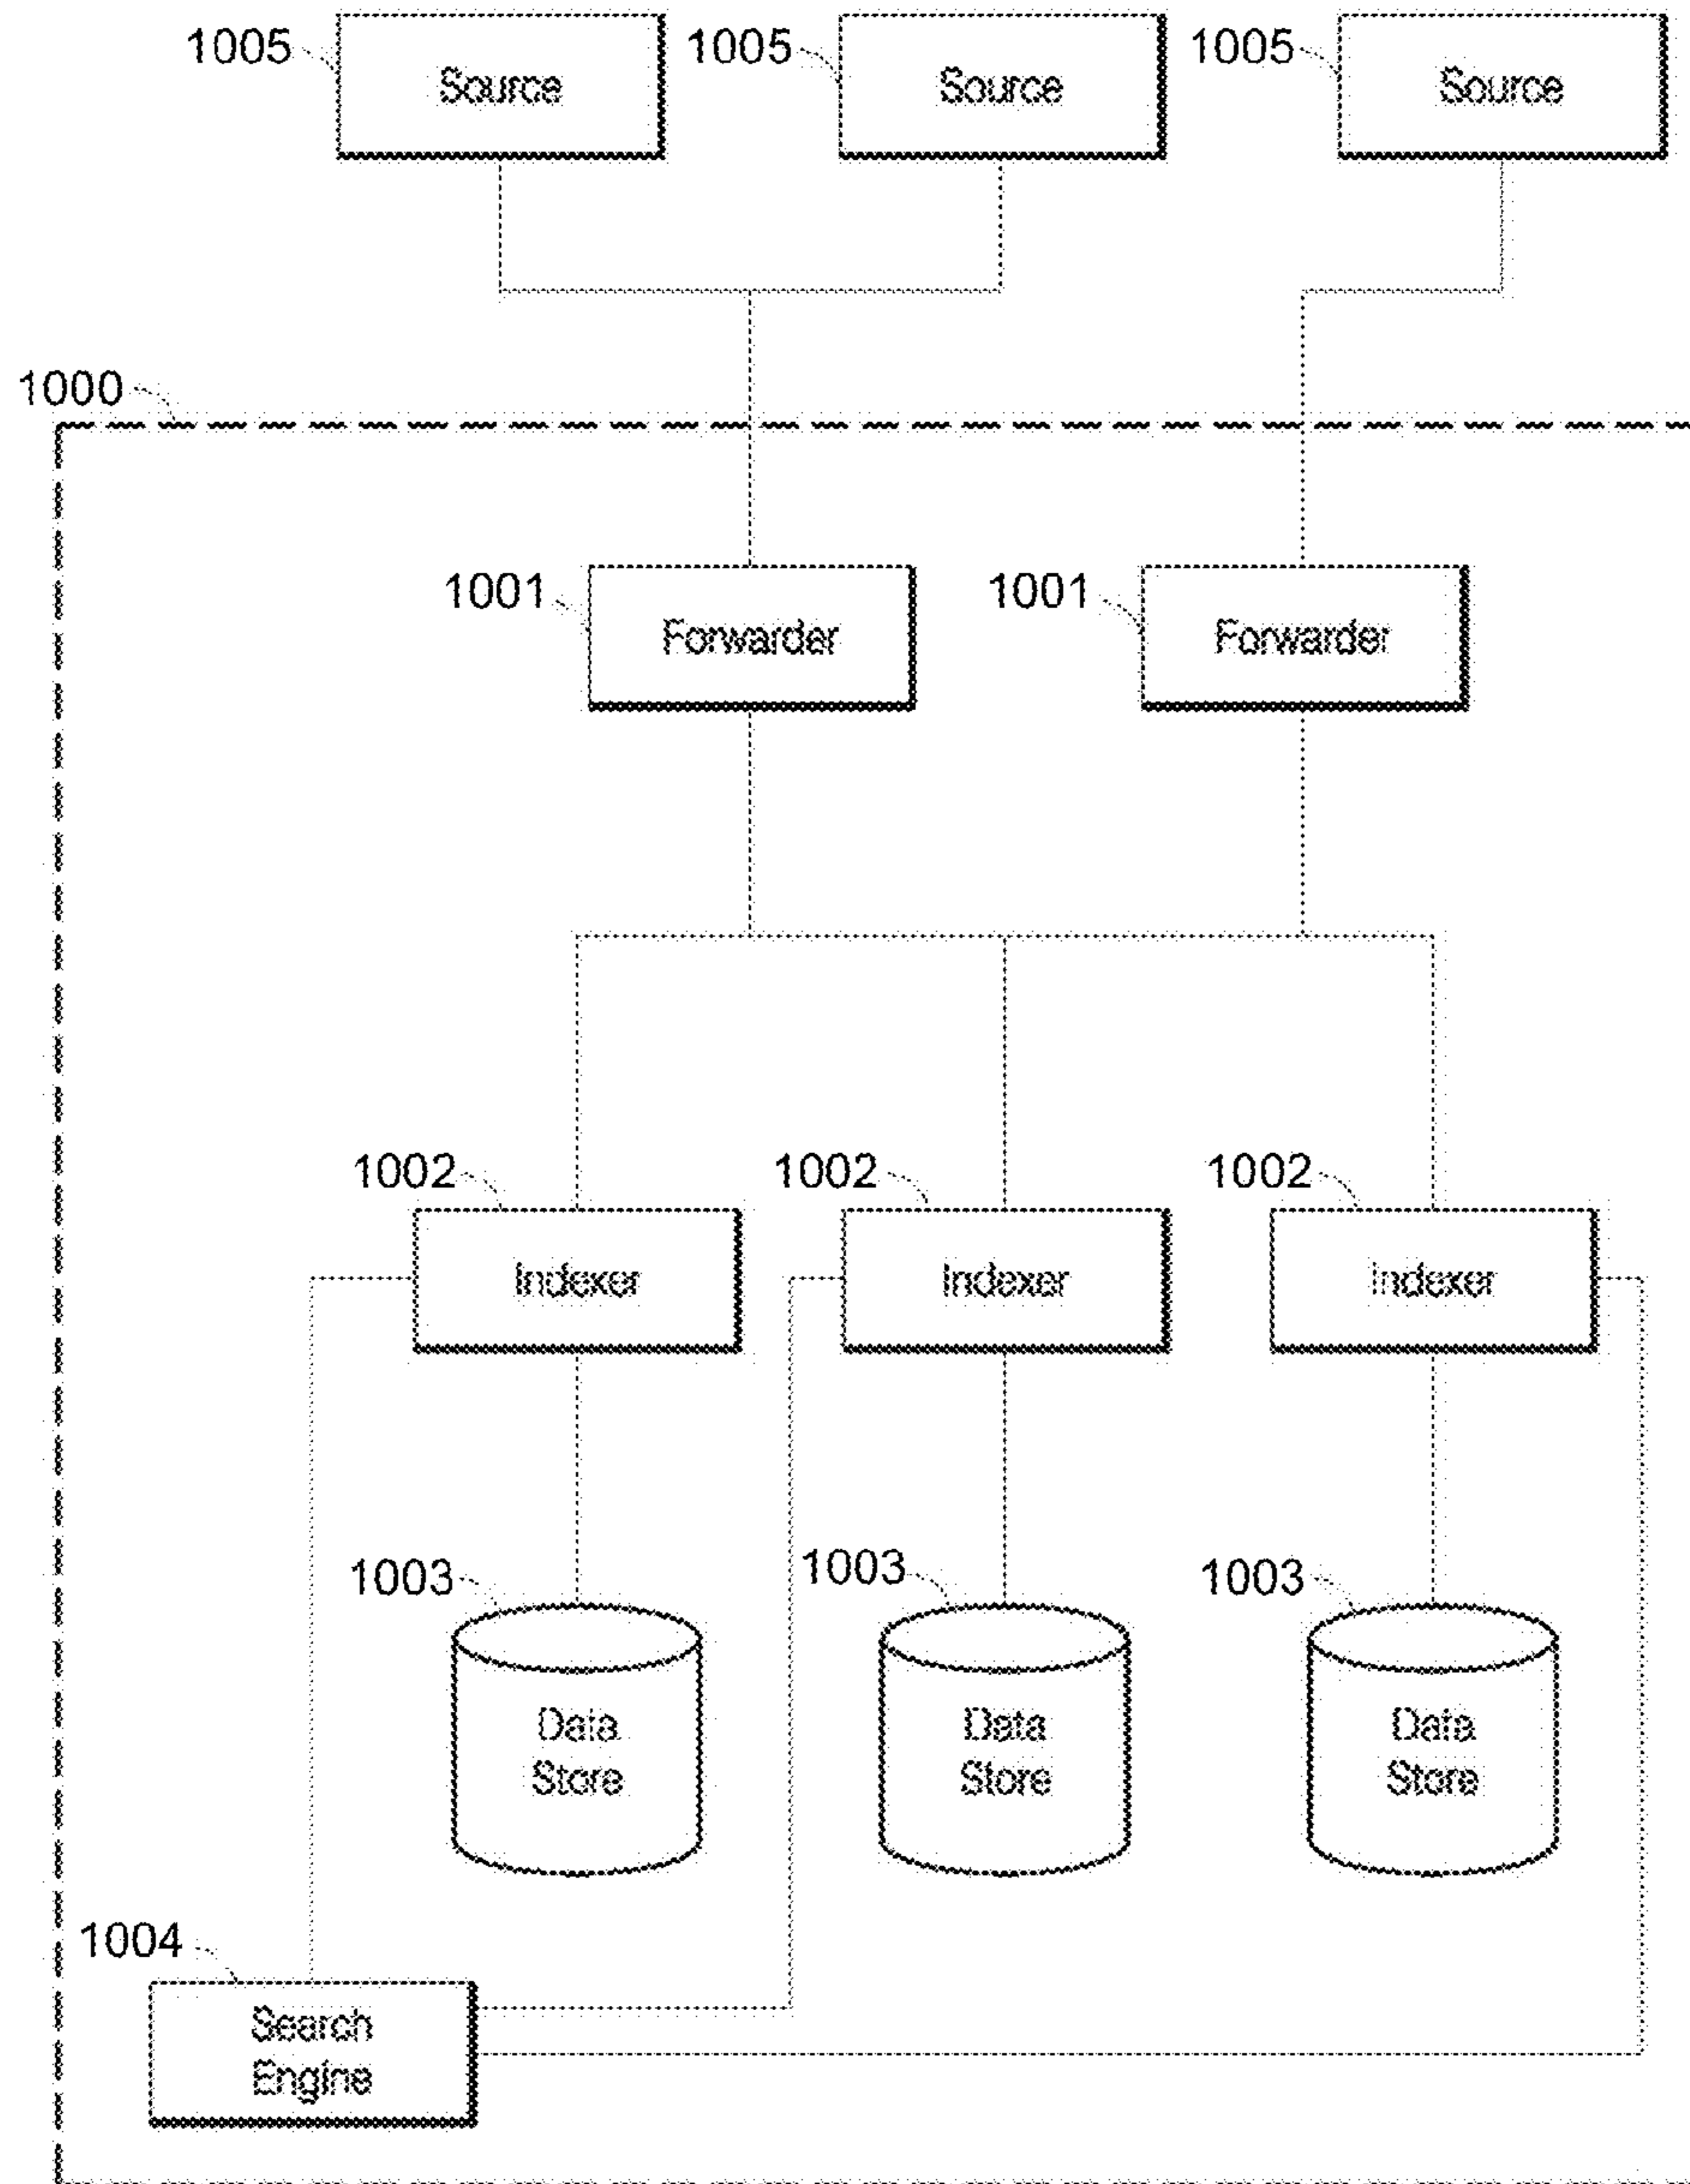 1005 1005 1005
Source Source Source
1000
1001 1001
Forwarder Forwarder
1002 1002 1002
Indexer Indexer Indexer
1003 1003 1003
Data Data Data
Store Store Store
1004
Search
Engine